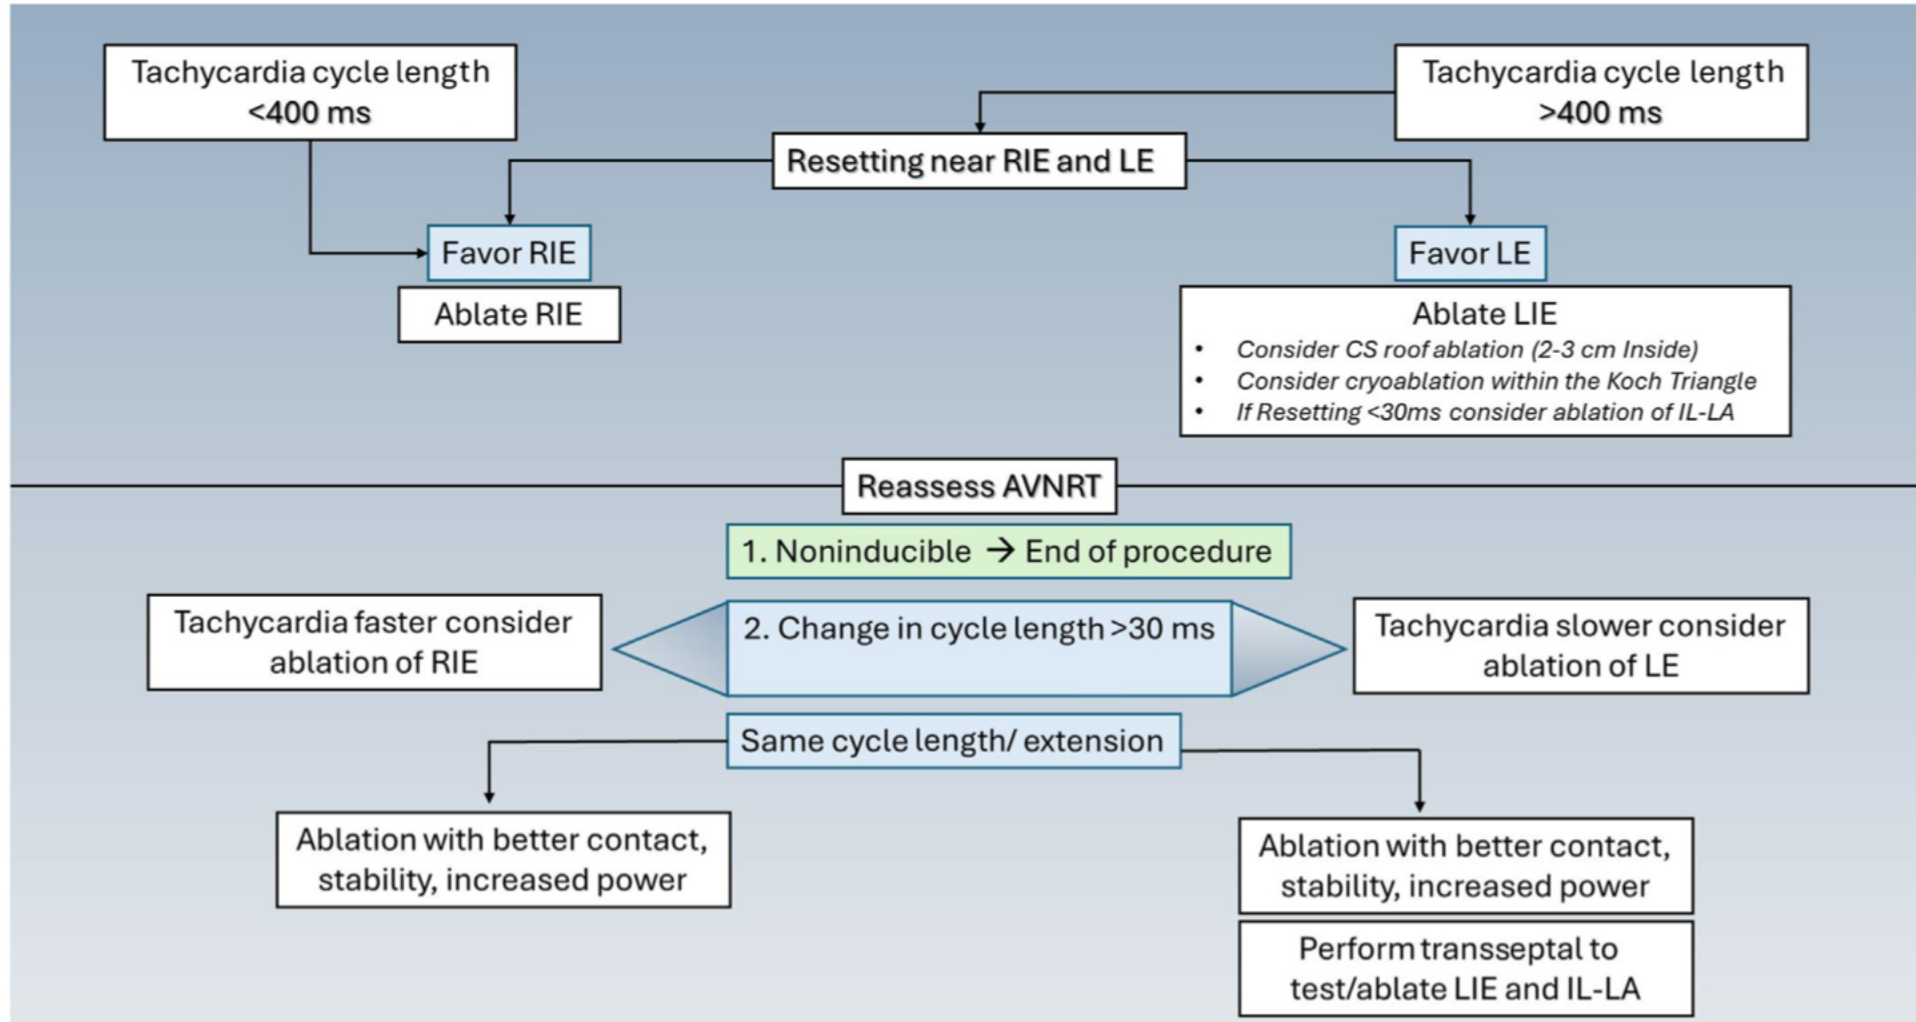 Tachycardia cycle length
<400 ms
Tachycardia cycle length
>400 ms
Resetting near RIE and LE
Favor RIE
Favor LE
Ablate RIE
Ablate LIE
• Consider CS roof ablation (2-3 cm Inside)
• Consider cryoablation within the Koch Triangle
• If Resetting <30ms consider ablation of IL-LA
Reassess AVNRT
1. Noninducible → End of procedure
Tachycardia faster consider
ablation of RIE
2. Change in cycle length >30 ms
Tachycardia slower consider
ablation of LE
Same cycle length/ extension
Ablation with better contact,
stability, increased power
Ablation with better contact,
stability, increased power
Perform transseptal to
test/ablate LIE and IL-LA